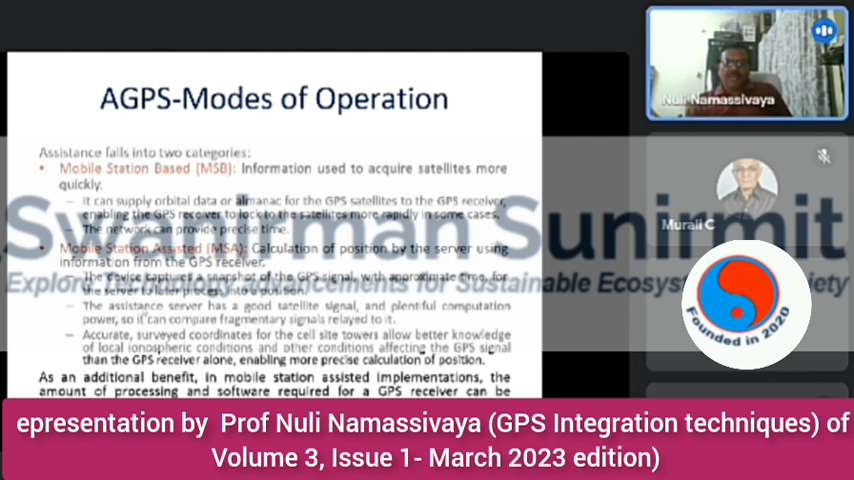 AGPS-Modes of Operation
Assistance falls into two categories:
• Mobile Station Based (MSB): Information used to acquire satellites more
quickly.
– It can supply orbital data or almanac for the GPS satellites to the GPS receiver,
enabling the GPS receiver to lock to the satellites more rapidly in some cases.
– The network can provide precise time.
• Mobile Station Assisted (MSA): Calculation of position by the server using
information from the GPS receiver.
– The device captures a snapshot of the GPS signal, with approximate time, for
the server to later process into a position.
– The assistance server has a good satellite signal, and plentiful computation
power, so it can compare fragmentary signals relayed to it.
– Accurate, surveyed coordinates for the cell site towers allow better knowledge
of local ionospheric conditions and other conditions affecting the GPS signal
than the GPS receiver alone, enabling more precise calculation of position.
As an additional benefit, in mobile station assisted implementations, the
amount of processing and software required for a GPS receiver can be
Nuli Namassivaya
Murali C
Sunirmit
for Sustainable
Founded in 2020
epresentation by Prof Nuli Namassivaya (GPS Integration techniques) of
Volume 3, Issue 1- March 2023 edition)